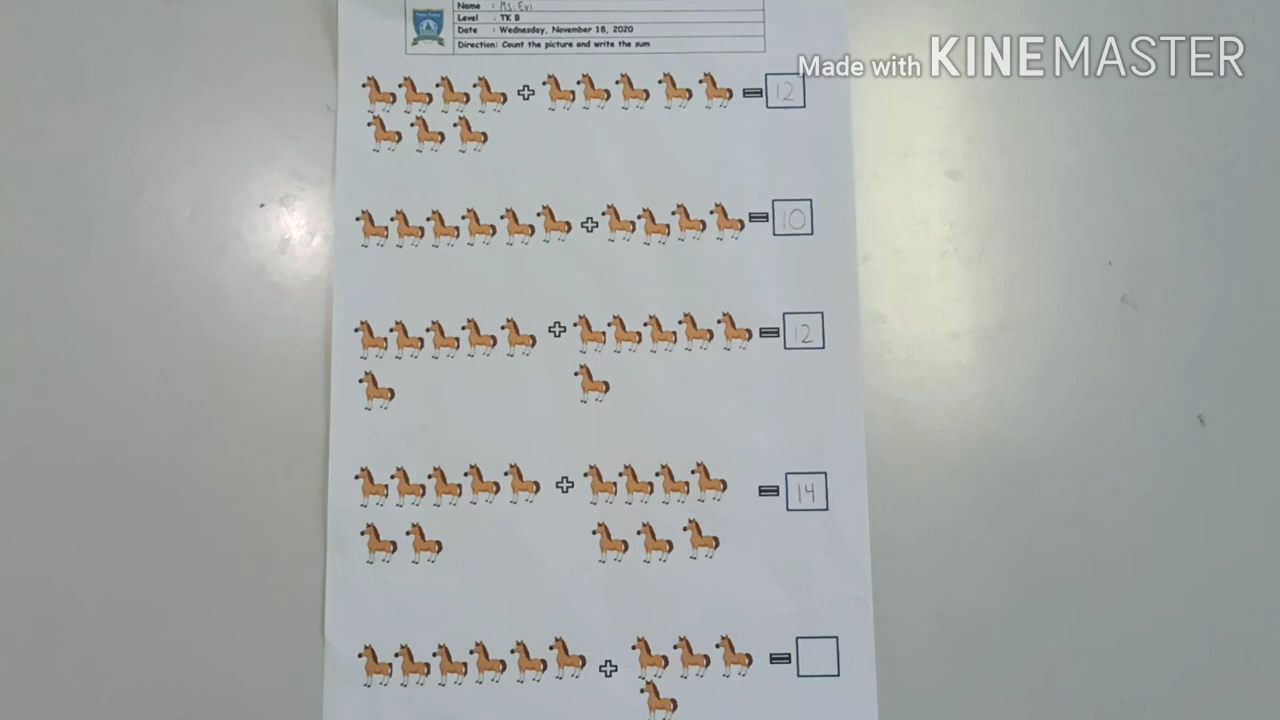 Made with KINEMASTER
Name : Ms. Evi
Level : TK B
Date : Wednesday, November 18, 2020
Direction: Count the picture and write the sum
+ = 12
+ = 10
+ = 12
+ = 14
+ =